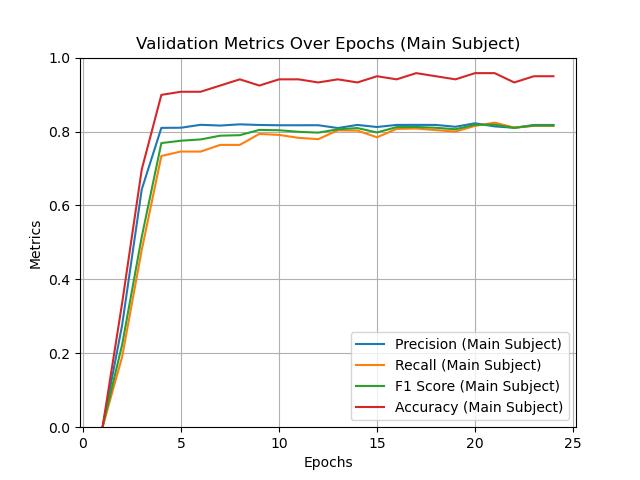 Validation Metrics Over Epochs (Main Subject)
1.0
0.8
0.6
0.4
0.2
0.0
Metrics
Precision (Main Subject)
Recall (Main Subject)
F1 Score (Main Subject)
Accuracy (Main Subject)
0 5 10 15 20 25
Epochs